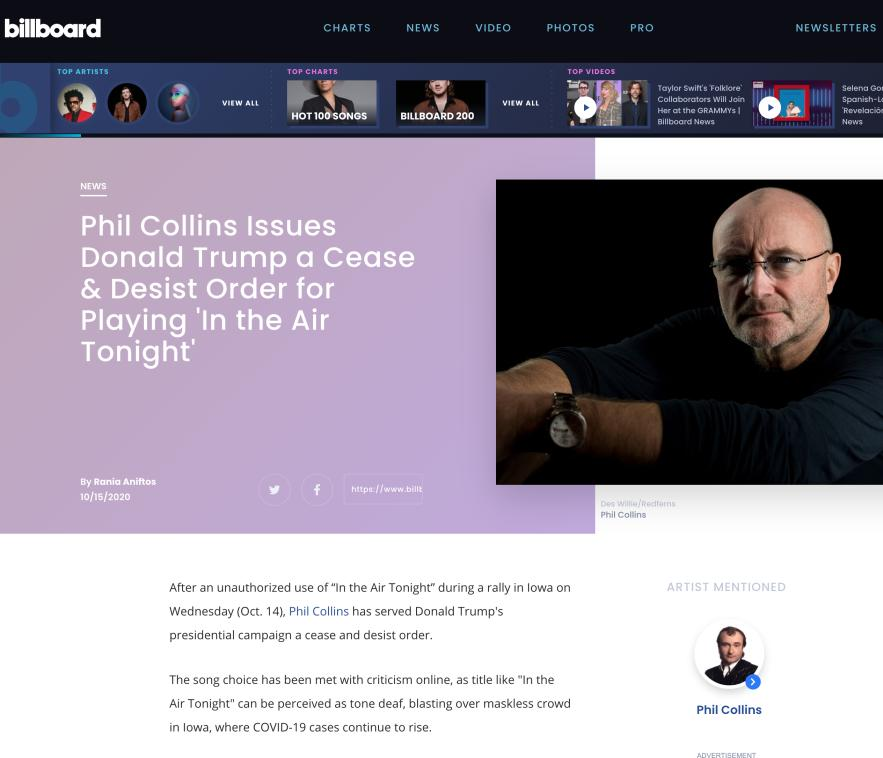 billboard
CHARTS NEWS VIDEO PHOTOS PRO NEWSLETTERS
TOP ARTISTS
VIEW ALL
TOP CHARTS
HOT 100 SONGS
BILLBOARD 200
VIEW ALL
TOP VIDEOS
Taylor Swift's 'Folklore'
Collaborators Will Join
Her at the GRAMMYs |
Billboard News
Selena Go
Spanish-L
'Revelación
News
NEWS
Phil Collins Issues
Donald Trump a Cease
& Desist Order for
Playing 'In the Air
Tonight'
By Rania Aniftos
10/15/2020
https://www.bill
Des Willie/Redferns
Phil Collins
After an unauthorized use of “In the Air Tonight” during a rally in Iowa on
Wednesday (Oct. 14), Phil Collins has served Donald Trump's
presidential campaign a cease and desist order.
The song choice has been met with criticism online, as title like "In the
Air Tonight" can be perceived as tone deaf, blasting over maskless crowd
in Iowa, where COVID-19 cases continue to rise.
ARTIST MENTIONED
Phil Collins
ADVERTISEMENT